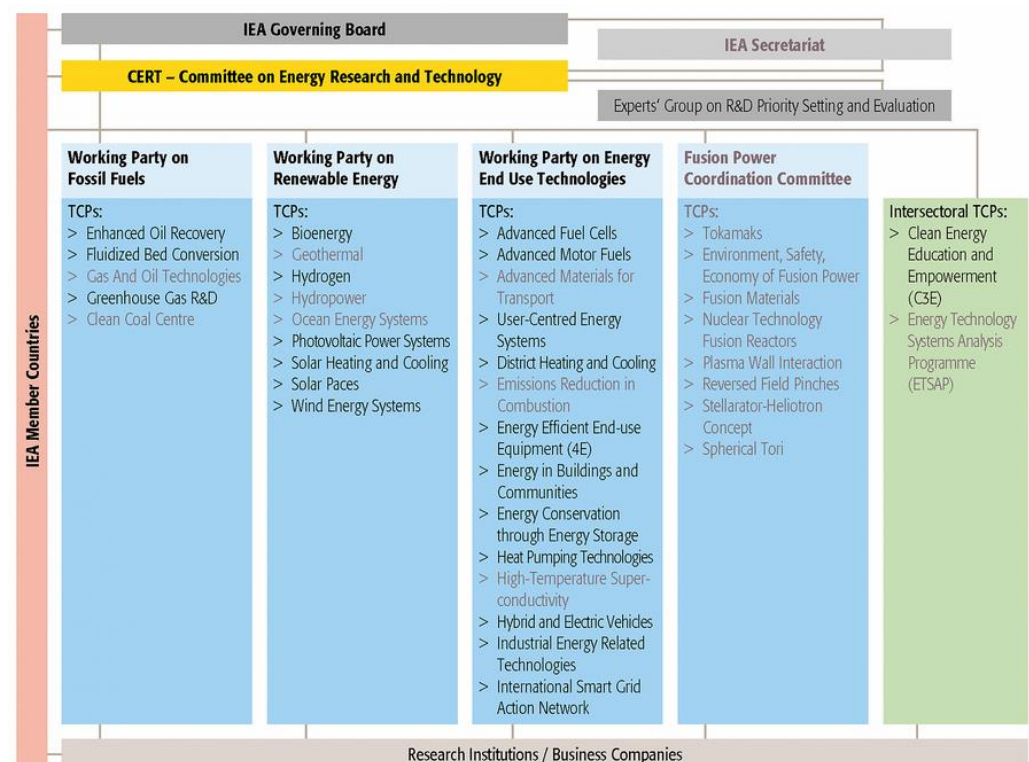 IEA Governing Board
IEA Secretariat
CERT – Committee on Energy Research and Technology
Experts‘ Group on R&D Priority Setting and Evaluation
IEA Member Countries
Working Party on
Fossil Fuels
TCPs:
> Enhanced Oil Recovery
> Fluidized Bed Conversion
> Gas And Oil Technologies
> Greenhouse Gas R&D
> Clean Coal Centre
Working Party on
Renewable Energy
TCPs:
> Bioenergy
> Geothermal
> Hydrogen
> Hydropower
> Ocean Energy Systems
> Photovoltaic Power Systems
> Solar Heating and Cooling
> Solar Paces
> Wind Energy Systems
Working Party on Energy
End Use Technologies
TCPs:
> Advanced Fuel Cells
> Advanced Motor Fuels
> Advanced Materials for
Transport
> User-Centred Energy
Systems
> District Heating and Cooling
> Emissions Reduction in
Combustion
> Energy Efficient End-use
Equipment (4E)
> Energy in Buildings and
Communities
> Energy Conservation
through Energy Storage
> Heat Pumping Technologies
> High-Temperature Super-
conductivity
> Hybrid and Electric Vehicles
> Industrial Energy Related
Technologies
> International Smart Grid
Action Network
Fusion Power
Coordination Committee
TCPs:
> Tokamaks
> Environment, Safety,
Economy of Fusion Power
> Fusion Materials
> Nuclear Technology
Fusion Reactors
> Plasma Wall Interaction
> Reversed Field Pinches
> Stellarator-Heliotron
Concept
> Spherical Tori
Intersectoral TCPs:
> Clean Energy
Education and
Empowerment
(C3E)
> Energy Technology
Systems Analysis
Programme
(ETSAP)
Research Institutions / Business Companies